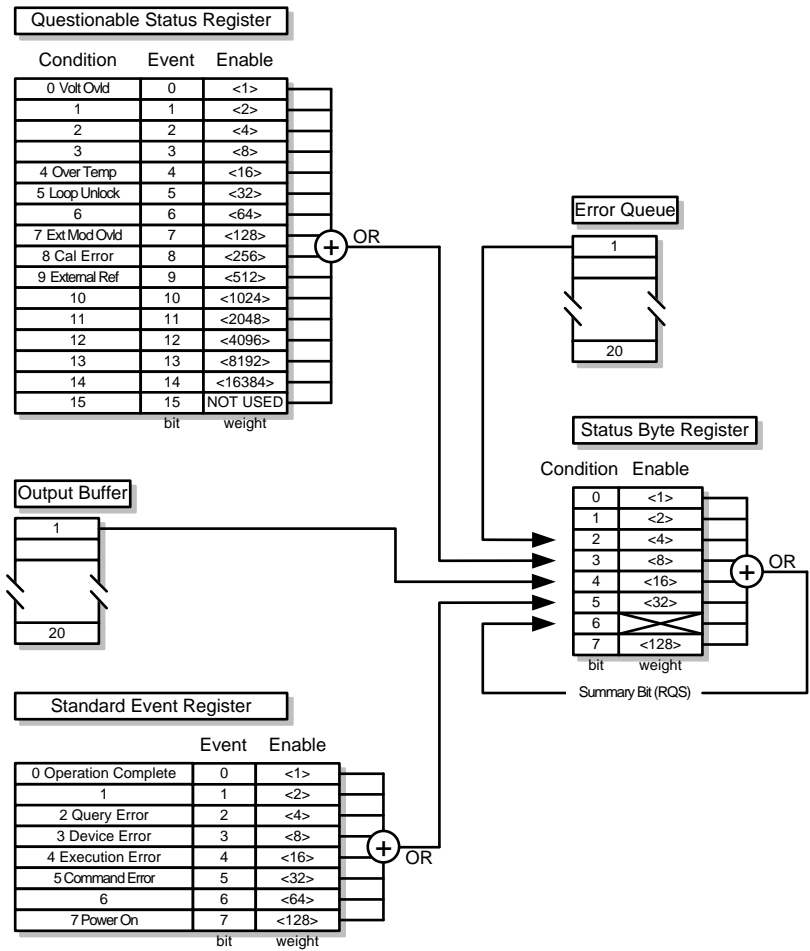 Questionable Status Register
Condition Event Enable
0 Volt Ovld 0 <1>
1 1 <2>
2 2 <4>
3 3 <8>
4 Over Temp 4 <16>
5 Loop Unlock 5 <32>
6 6 <64>
7 Ext Mod Ovld 7 <128>
8 Cal Error 8 <256>
9 External Ref 9 <512>
10 10 <1024>
11 11 <2048>
12 12 <4096>
13 13 <8192>
14 14 <16384>
15 15 NOT USED
bit weight
+ OR
Error Queue
1
20
Output Buffer
1
20
Status Byte Register
Condition Enable
0 <1>
1 <2>
2 <4>
3 <8>
4 <16>
5 <32>
6
7 <128>
bit weight
+ OR
Summary Bit (RQS)
Standard Event Register
Event Enable
0 Operation Complete 0 <1>
1 1 <2>
2 Query Error 2 <4>
3 Device Error 3 <8>
4 Execution Error 4 <16>
5 Command Error 5 <32>
6 6 <64>
7 Power On 7 <128>
bit weight
+ OR